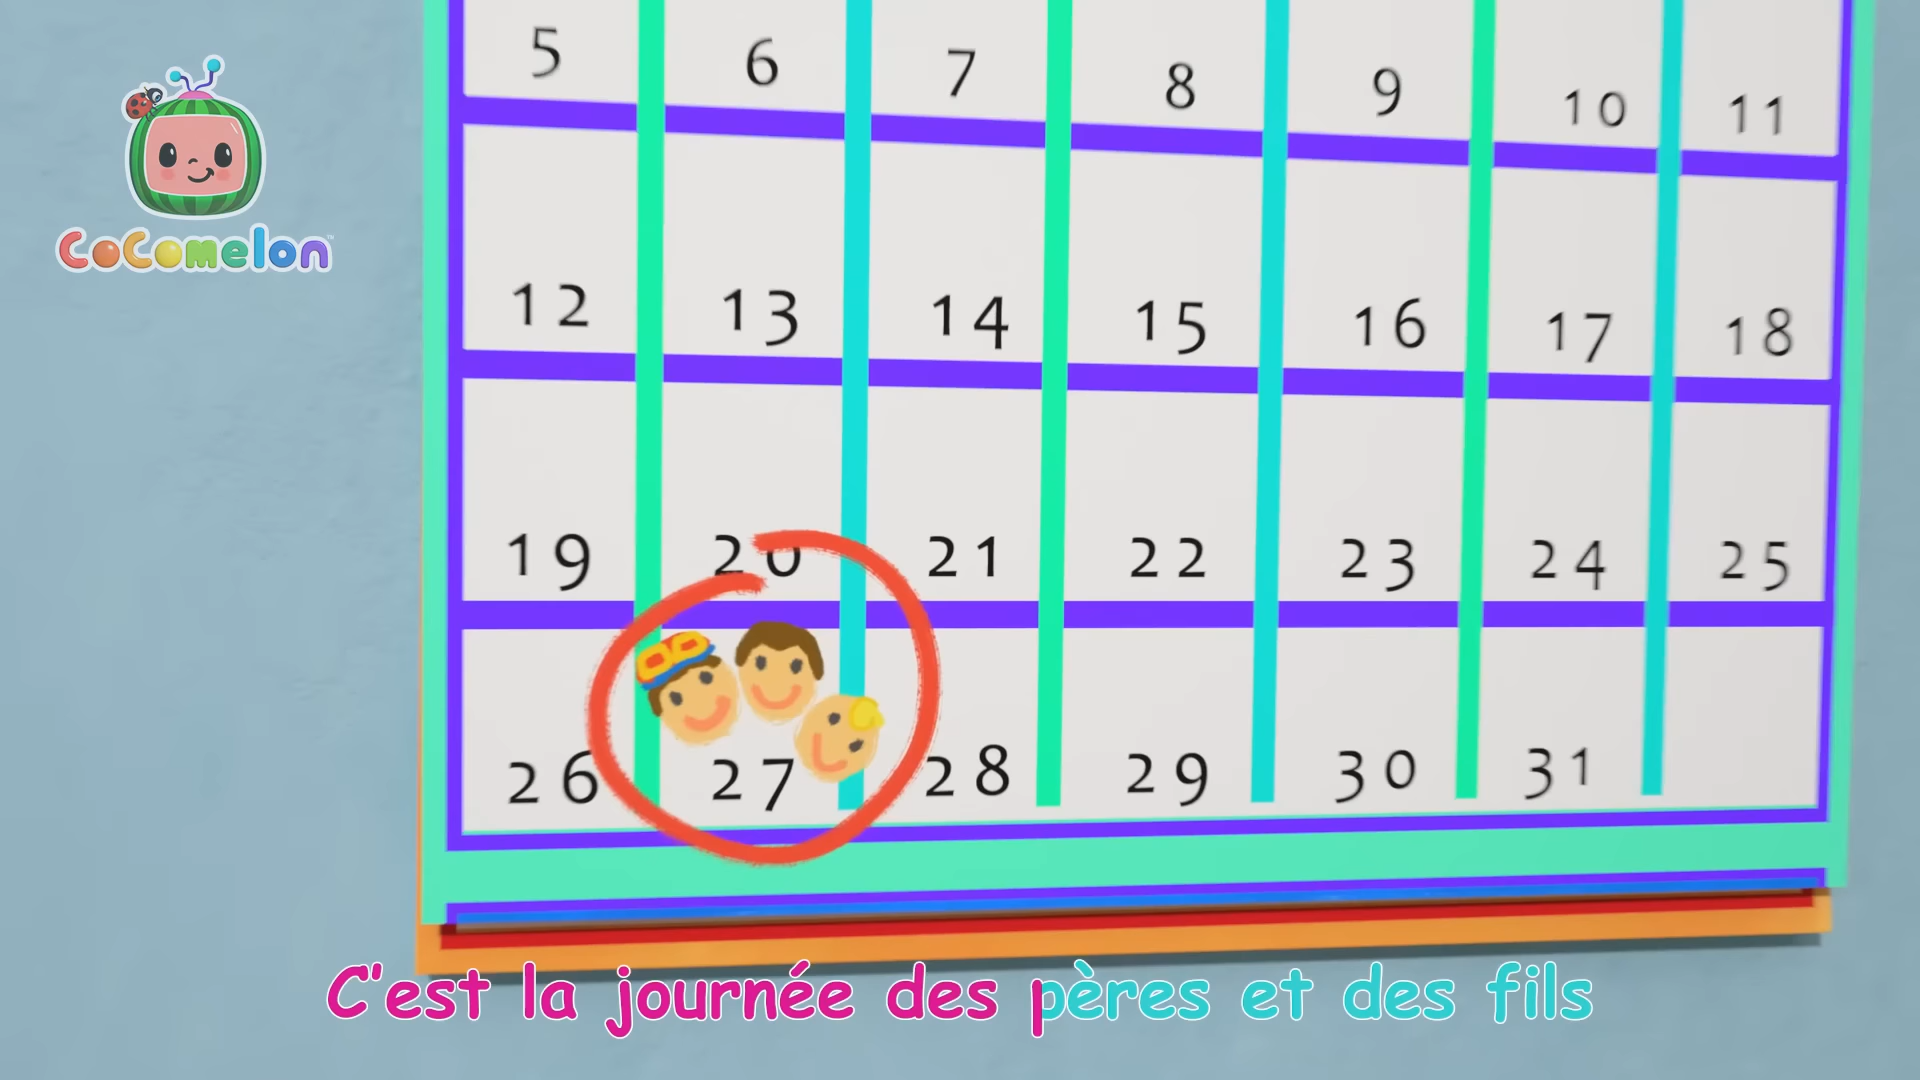 CoComelon™
5 6 7 8 9 10 11
12 13 14 15 16 17 18
19 20 21 22 23 24 25
26 27 28 29 30 31
C'est la journée des pères et des fils